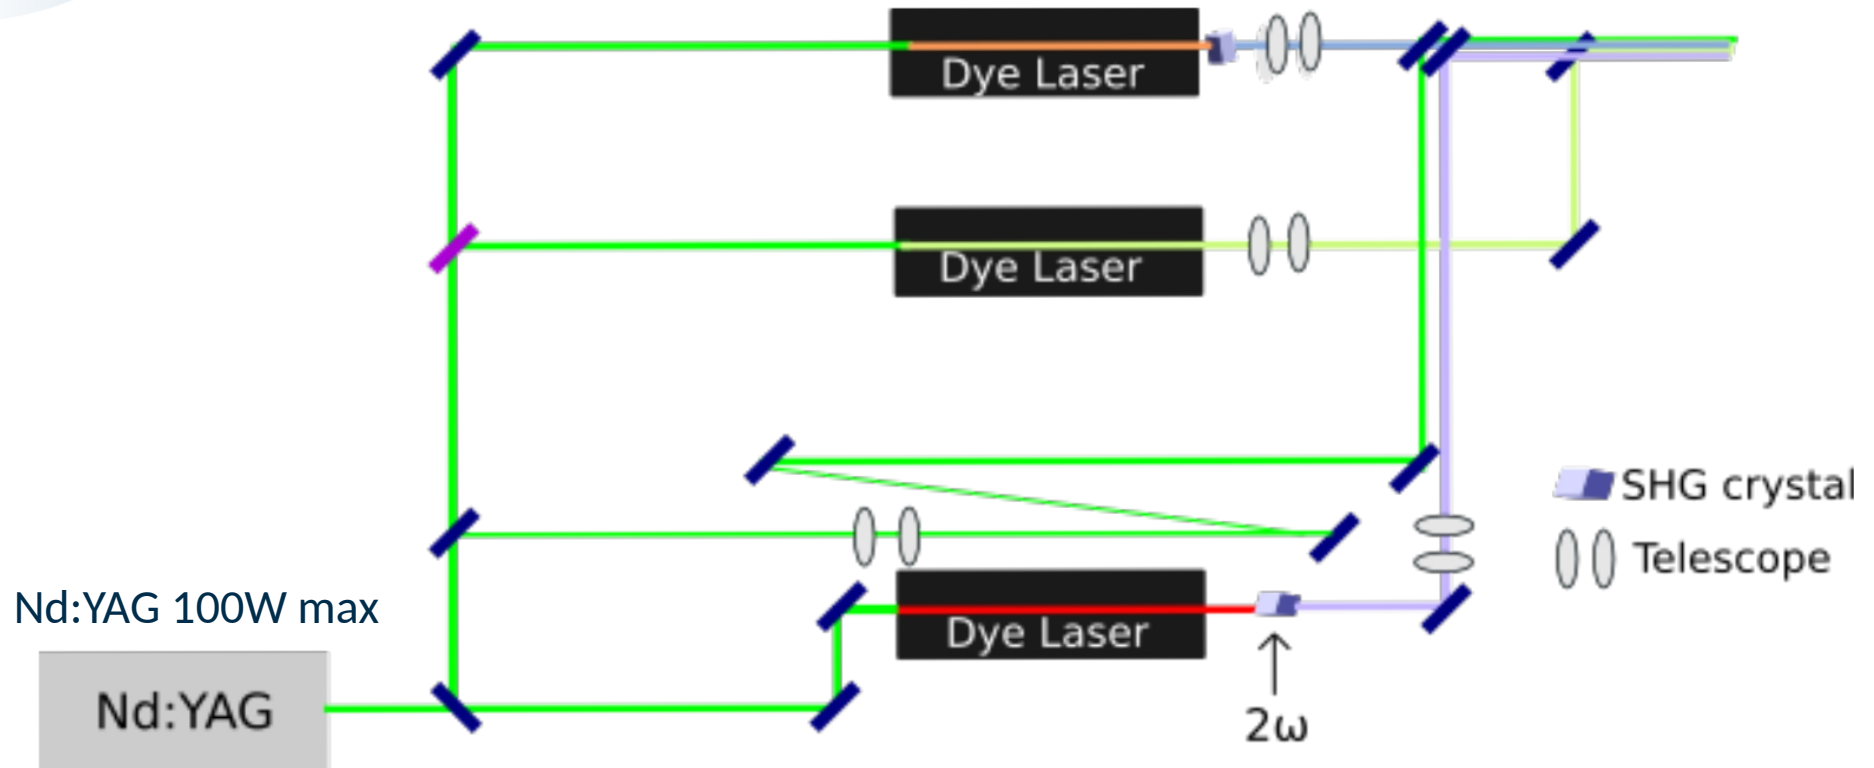 Dye Laser
Dye Laser
SHG crystal
Telescope
Nd:YAG 100W max
Dye Laser
Nd:YAG
2ω